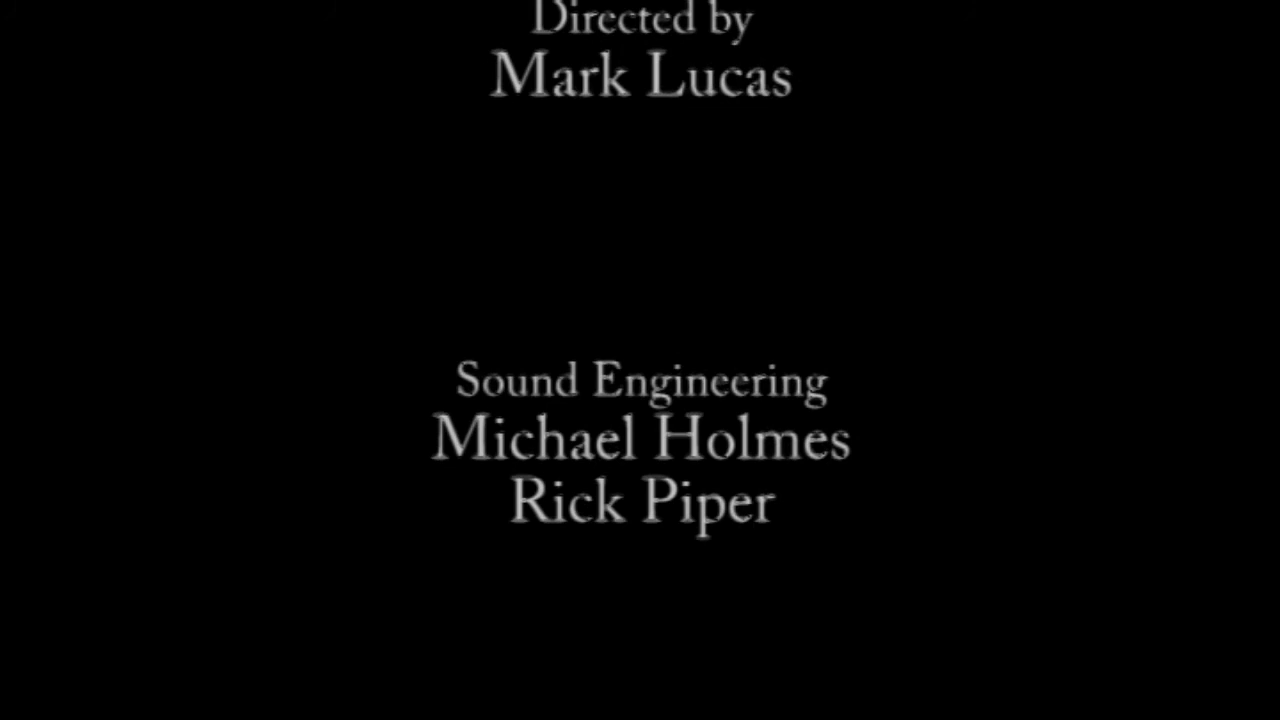 Directed by
Mark Lucas
Sound Engineering
Michael Holmes
Rick Piper